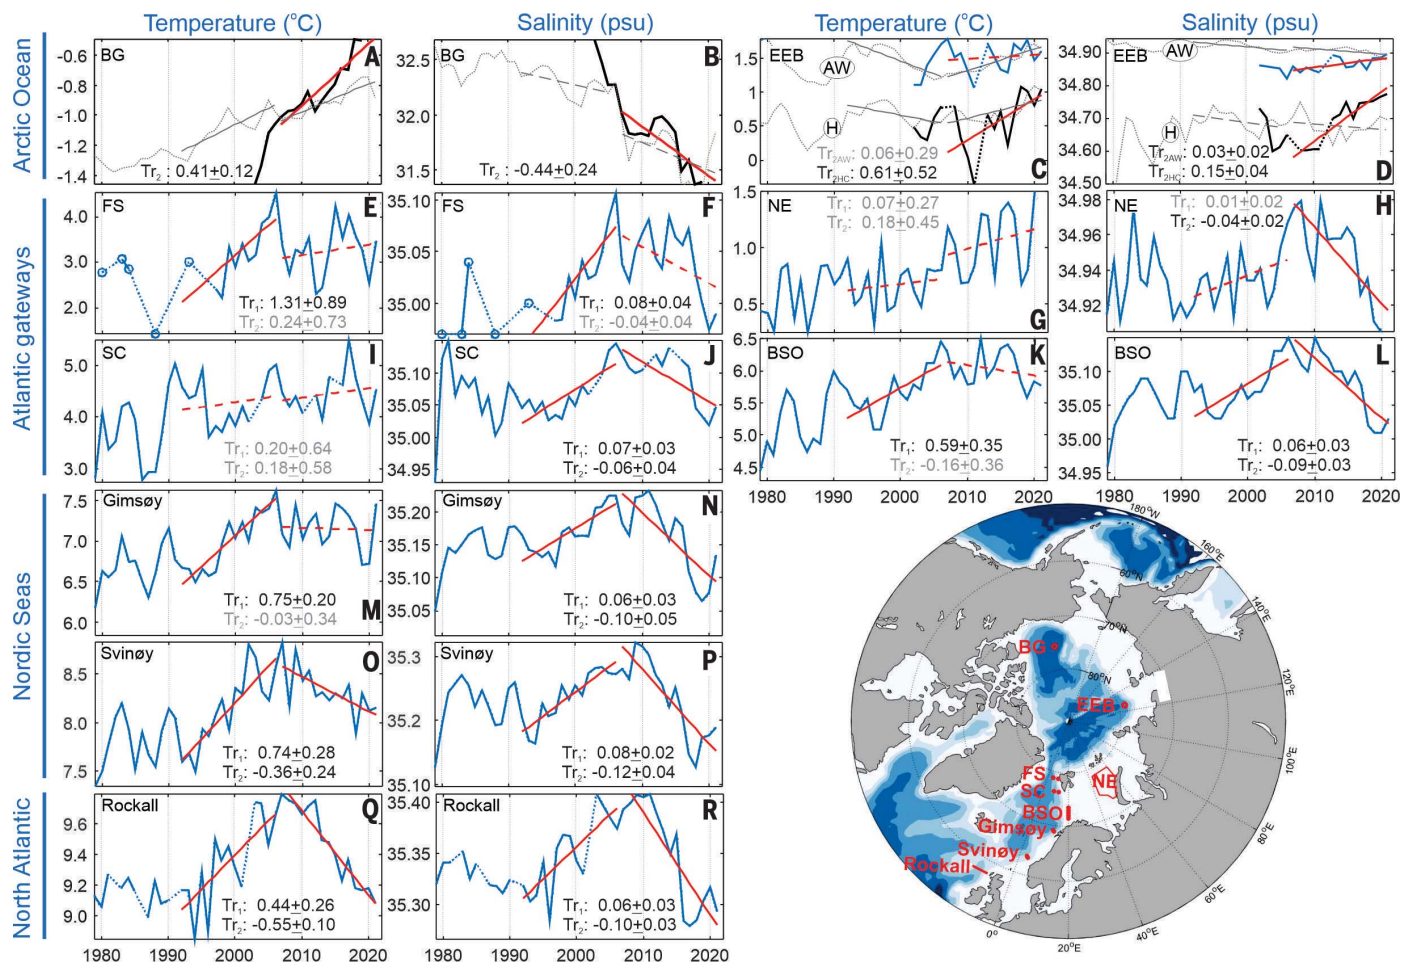 Temperature (°C)
Salinity (psu)
Temperature (°C)
Salinity (psu)
Arctic Ocean
Atlantic gateways
Nordic Seas
North Atlantic
BG
A
-0.6
-0.8
-1.0
-1.2
-1.4
Tr2 : 0.41±0.12
BG
B
32.5
32.0
31.5
Tr2 : -0.44±0.24
EEB
AW
H
C
1.5
1.0
0.5
0
Tr2AW: 0.06±0.29
Tr2HC: 0.61±0.52
EEB
AW
H
D
34.90
34.80
34.70
34.60
34.50
Tr2AW: 0.03±0.02
Tr2HC: 0.15±0.04
FS
E
4.0
3.0
2.0
Tr1: 1.31±0.89
Tr2: 0.24±0.73
FS
F
35.10
35.05
35.00
Tr1: 0.08±0.04
Tr2: -0.04±0.04
NE
G
1.5
1.0
0.5
0
Tr1: 0.07±0.27
Tr2: 0.18±0.45
NE
H
34.98
34.96
34.94
34.92
Tr1: 0.01±0.02
Tr2: -0.04±0.02
SC
I
5.0
4.0
3.0
Tr1: 0.20±0.64
Tr2: 0.18±0.58
SC
J
35.10
35.05
35.00
34.95
34.93
Tr1: 0.07±0.03
Tr2: -0.06±0.04
BSO
K
6.5
6.0
5.5
5.0
4.5
Tr1: 0.59±0.35
Tr2: -0.16±0.36
1980 1990 2000 2010 2020
BSO
L
35.15
35.10
35.05
35.00
34.95
Tr1: 0.06±0.03
Tr2: -0.09±0.03
1980 1990 2000 2010 2020
Gimsøy
M
7.5
7.0
6.5
6.0
Tr1: 0.75±0.20
Tr2: -0.03±0.34
Gimsøy
N
35.20
35.15
35.10
35.05
Tr1: 0.06±0.03
Tr2: -0.10±0.05
Svinøy
O
8.5
8.0
7.5
Tr1: 0.74±0.28
Tr2: -0.36±0.24
Svinøy
P
35.3
35.2
35.10
Tr1: 0.08±0.02
Tr2: -0.12±0.04
Rockall
Q
9.6
9.4
9.2
9.0
Tr1: 0.44±0.26
Tr2: -0.55±0.10
1980 1990 2000 2010 2020
Rockall
R
35.40
35.35
35.30
Tr1: 0.06±0.03
Tr2: -0.10±0.03
1980 1990 2000 2010 2020
180°W
160°E
140°E
120°E
100°E
80°E
60°E
40°E
20°E
0°
60°N
70°N
80°N
BG
EEB
FS
SC
NE
BSO
Gimsøy
Svinøy
Rockall